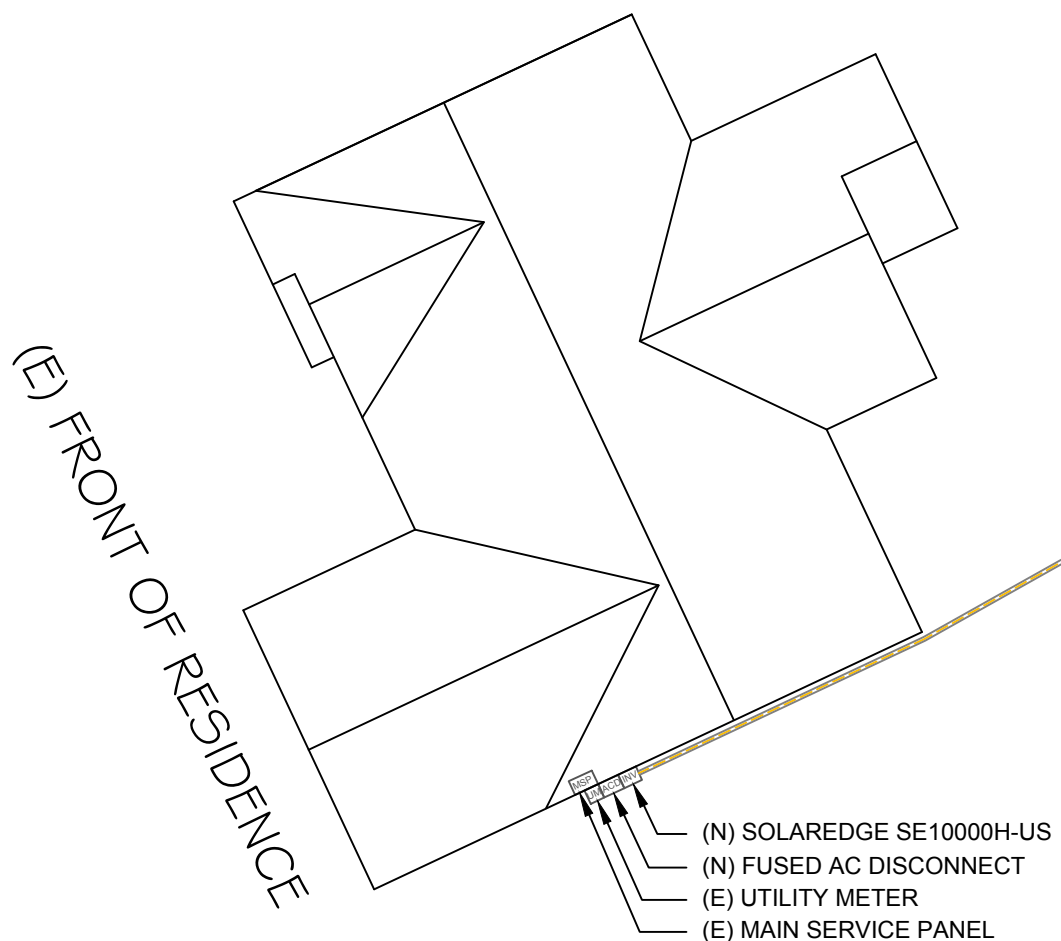 (E) FRONT OF RESIDENCE
MSP
UM
ACD
INV
(N) SOLAREDGE SE10000H-US
(N) FUSED AC DISCONNECT
(E) UTILITY METER
(E) MAIN SERVICE PANEL